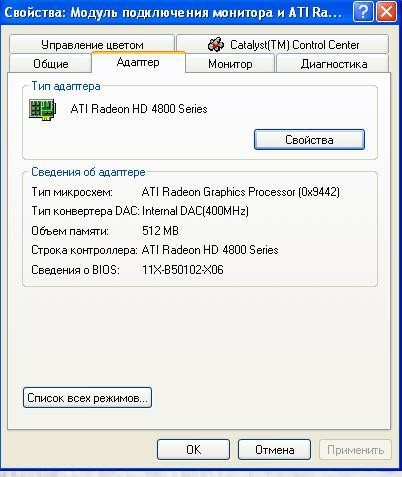 Свойства: Модуль подключения монитора и ATI Ra...
Управление цветом
Catalyst(TM) Control Center
Общие
Адаптер
Монитор
Диагностика
Тип адаптера
ATI Radeon HD 4800 Series
Свойства
Сведения об адаптере
Тип микросхем: ATI Radeon Graphics Processor (0x9442)
Тип конвертера DAC: Internal DAC(400MHz)
Объем памяти: 512 MB
Строка контроллера: ATI Radeon HD 4800 Series
Сведения о BIOS: 11X-B50102-X06
Список всех режимов...
OK
Отмена
Применить